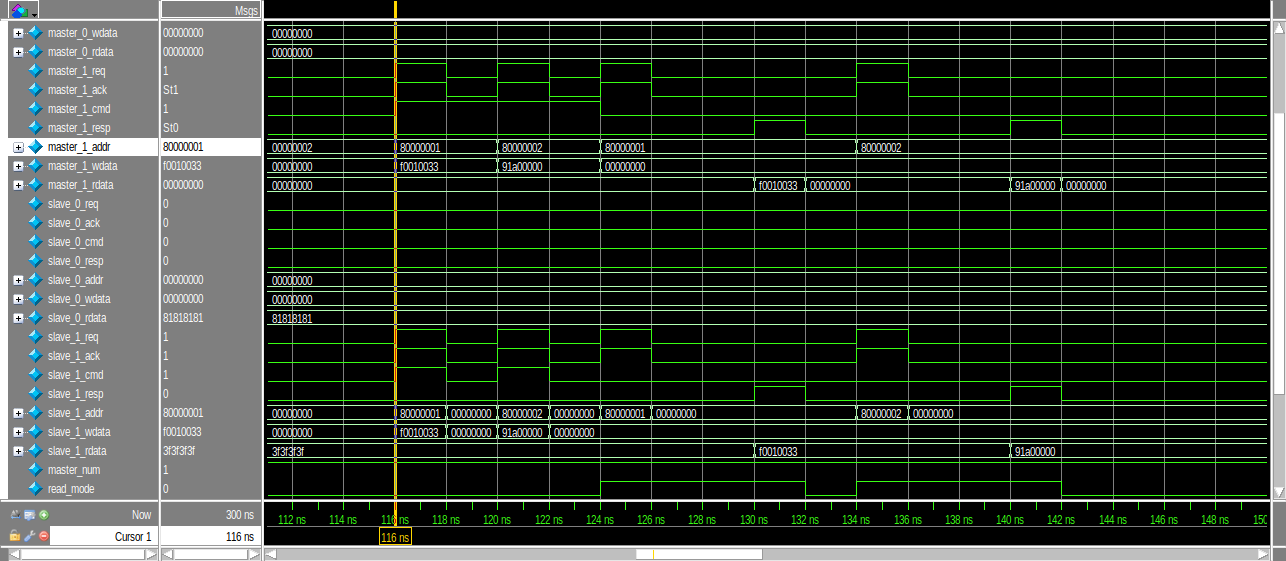 Msgs
master_0_wdata 00000000 00000000
master_0_rdata 00000000 00000000
master_1_req 1
master_1_ack St1
master_1_cmd 1
master_1_resp St0
master_1_addr 80000001 00000002 80000001 80000002 80000001 80000002
master_1_wdata f0010033 00000000 f0010033 91a00000 00000000
master_1_rdata 00000000 00000000 f0010033 00000000 91a00000 00000000
slave_0_req 0
slave_0_ack 0
slave_0_cmd 0
slave_0_resp 0
slave_0_addr 00000000 00000000
slave_0_wdata 00000000 00000000
slave_0_rdata 81818181 81818181
slave_1_req 1
slave_1_ack 1
slave_1_cmd 1
slave_1_resp 0
slave_1_addr 80000001 00000000 80000001 00000000 80000002 00000000 80000001 00000000 80000002 00000000
slave_1_wdata f0010033 00000000 f0010033 00000000 91a00000 00000000
slave_1_rdata 3f3f3f3f 3f3f3f3f f0010033 91a00000
master_num 1
read_mode 0
Now 300 ns 112 ns 114 ns 116 ns 118 ns 120 ns 122 ns 124 ns 126 ns 128 ns 130 ns 132 ns 134 ns 136 ns 138 ns 140 ns 142 ns 144 ns 146 ns 148 ns 150
Cursor 1 116 ns 116 ns